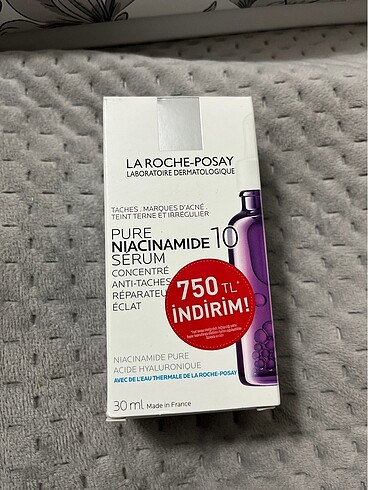 LA ROCHE-POSAY
LABORATOIRE DERMATOLOGIQUE
TACHES . MARQUES D'ACNÉ .
TEINT TERNE ET IRRÉGULIER
PURE
NIACINAMIDE 10
SÉRUM
CONCENTRÉ
ANTI-TACHES
RÉPARATEU
ÉCLAT
750 TL*
İNDİRİM!
NIACINAMIDE PURE
ACIDE HYALURONIQUE
AVEC DE L'EAU THERMALE DE LA ROCHE-POSAY
30 ml Made in France